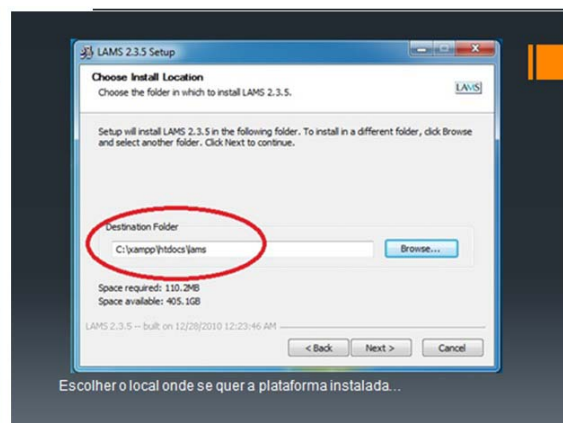 LAMS 2.3.5 Setup
Choose Install Location
Choose the folder in which to install LAMS 2.3.5.
LAMS
Setup will install LAMS 2.3.5 in the following folder. To install in a different folder, click Browse
and select another folder. Click Next to continue.
Destination Folder
C:\xampp\htdocs\lams
Browse...
Space required: 110.2MB
Space available: 405.1GB
LAMS 2.3.5 -- built on 12/28/2010 12:23:46 AM
< Back Next > Cancel
Escolher o local onde se quer a plataforma instalada...